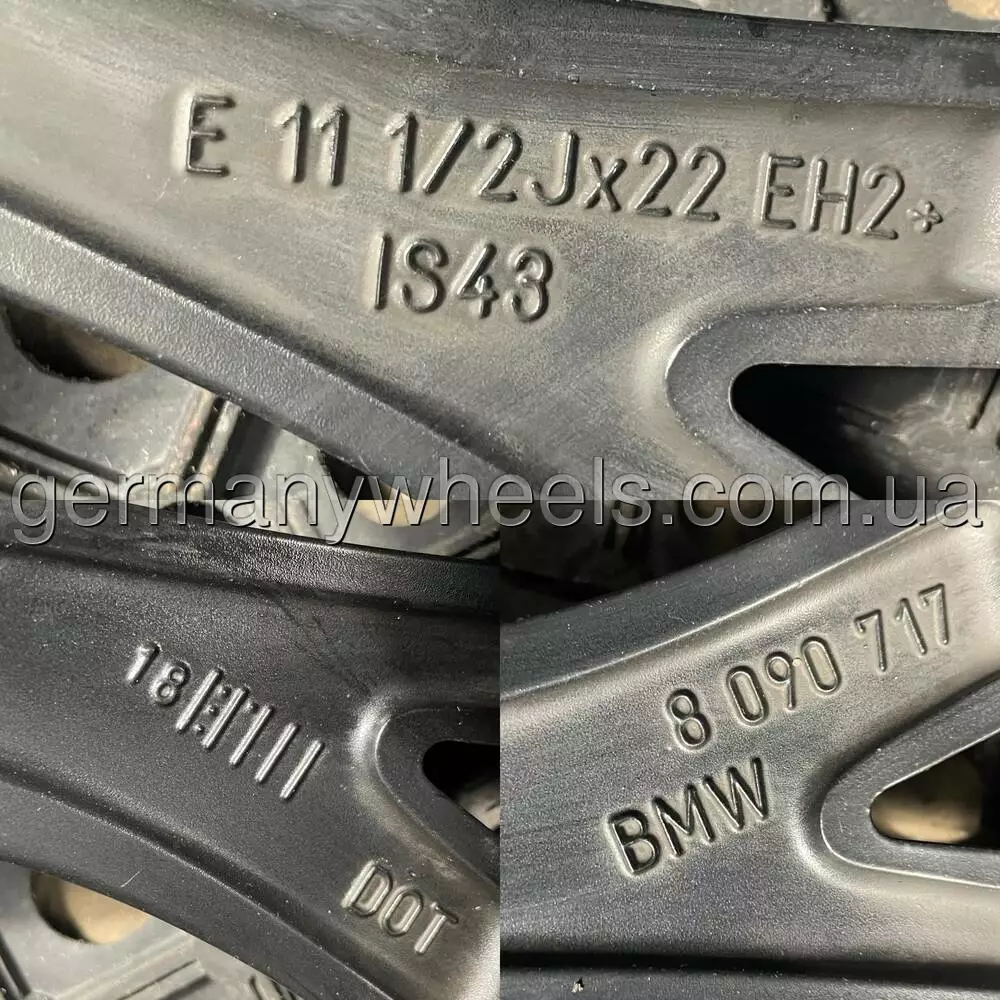 E 11 1/2Jx22 EH2*
IS43
germanywheels.com.ua
18
DOT
8 090 717
BMW